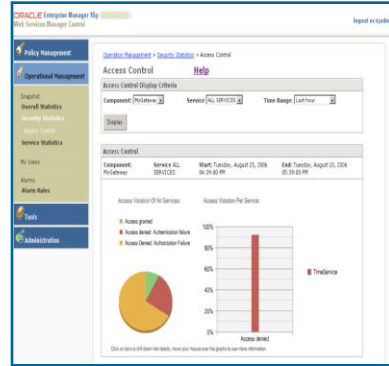 ORACLE Enterprise Manager 10g
Web Services Manager Control
Policy Management
Operational Management
Snapshot
Overall Statistics
Security Statistics
Access Control
Service Statistics
My Views
Alarms
Alarm Rules
Tools
Administration
Operation Management > Security Statistics > Access Control
Access Control Help
Access Control Display Criteria
Component: MyGateway Service ALL SERVICES Time Range: Last hour
Display
Access Control
Component: Service ALL Start: Tuesday, August 15, 2006 End: Tuesday, August 15, 2006
MyGateway SERVICES 04:39:00 PM 05:39:00 PM
Access Violation Of All Services: Access Violation Per Service
Access granted
Access denied: Authentication failure
Access Denied: Authorization Failure
100%
80%
60%
40%
20%
0%
Access denied
TimeService
Click on bars to drill down into details, move your mouse over the graphs to see more information.